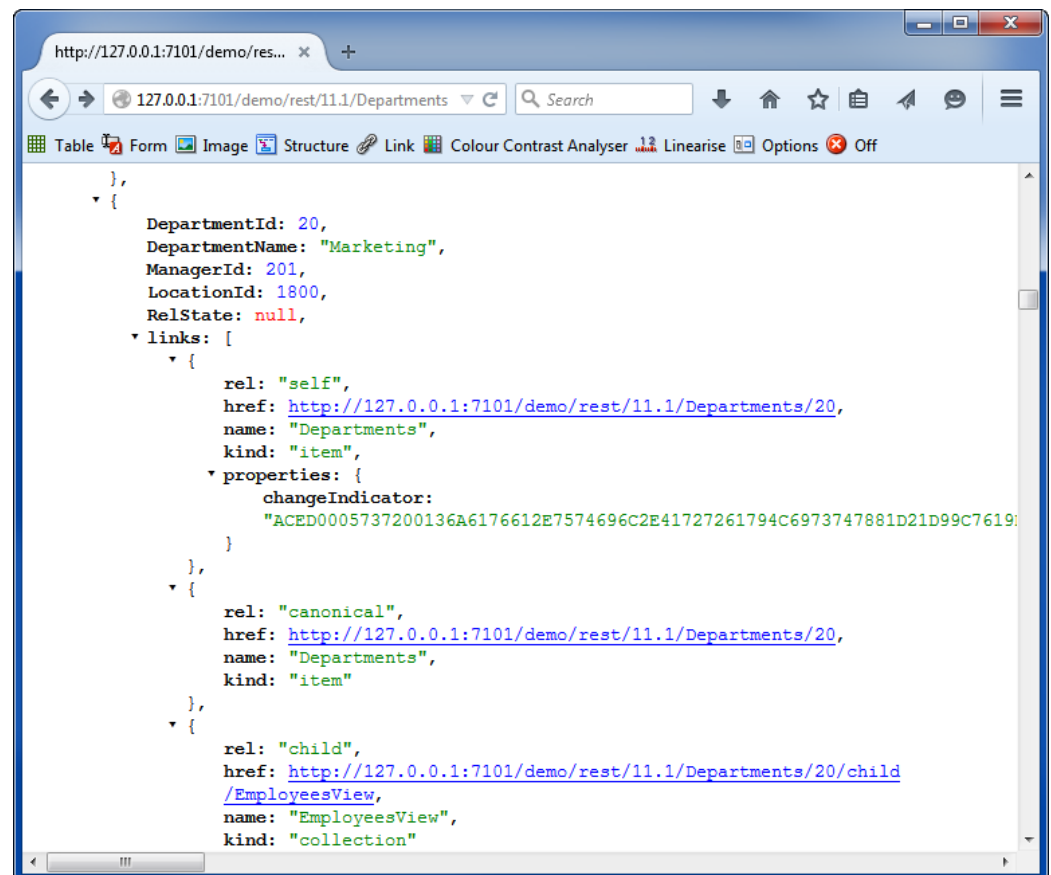 http://127.0.0.1:7101/demo/res...
127.0.0.1:7101/demo/rest/11.1/Departments
Search
Table Form Image Structure Link Colour Contrast Analyser Linearise Options Off
},
{
DepartmentId: 20,
DepartmentName: "Marketing",
ManagerId: 201,
LocationId: 1800,
RelState: null,
links: [
{
rel: "self",
href: http://127.0.0.1:7101/demo/rest/11.1/Departments/20,
name: "Departments",
kind: "item",
properties: {
changeIndicator:
"ACED0005737200136A6176612E7574696C2E41727261794C6973747881D21D99C7619
}
},
{
rel: "canonical",
href: http://127.0.0.1:7101/demo/rest/11.1/Departments/20,
name: "Departments",
kind: "item"
},
{
rel: "child",
href: http://127.0.0.1:7101/demo/rest/11.1/Departments/20/child
/EmployeesView,
name: "EmployeesView",
kind: "collection"